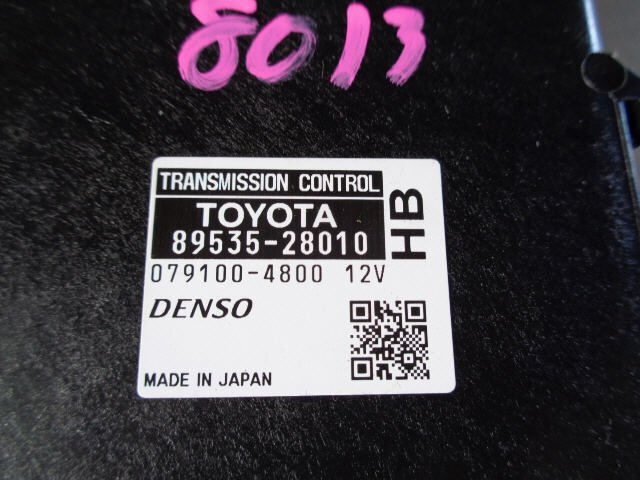 8013
TRANSMISSION CONTROL
TOYOTA
89535-28010
HB
079100-4800 12V
DENSO
MADE IN JAPAN